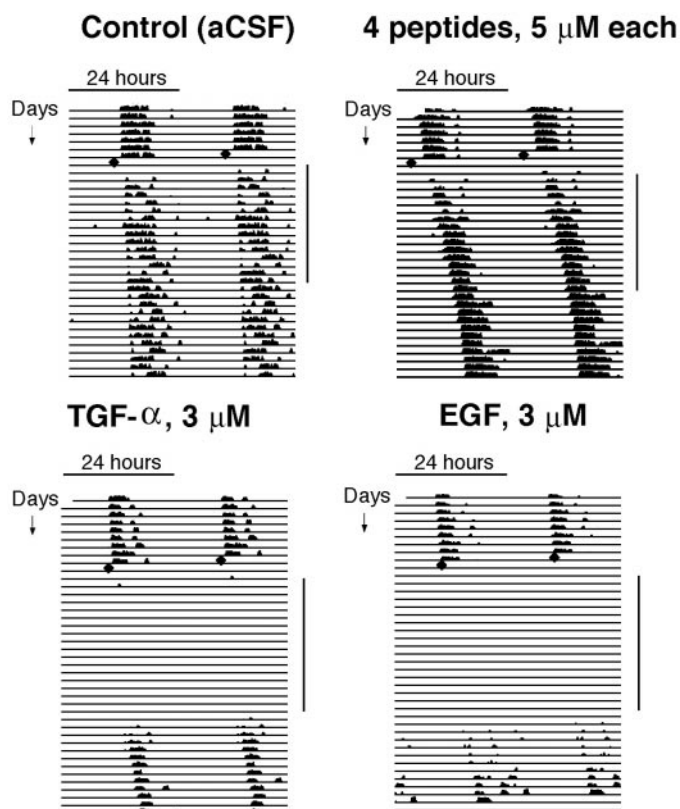 Control (aCSF)
4 peptides, 5 μM each
24 hours
24 hours
Days
Days
TGF-α, 3 μM
EGF, 3 μM
24 hours
24 hours
Days
Days